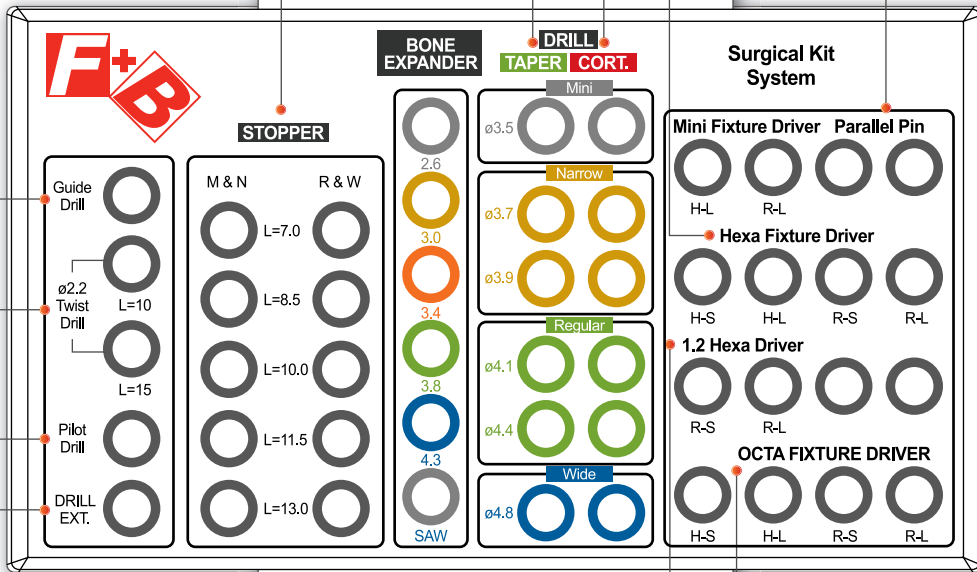 F+B
Guide
Drill
ø2.2
Twist
Drill
L=10
L=15
Pilot
Drill
DRILL
EXT.
STOPPER
M & N R & W
L=7.0
L=8.5
L=10.0
L=11.5
L=13.0
BONE
EXPANDER
2.6
3.0
3.4
3.8
4.3
SAW
DRILL
TAPER CORT.
Mini
ø3.5
Narrow
ø3.7
ø3.9
Regular
ø4.1
ø4.4
Wide
ø4.8
Surgical Kit
System
Mini Fixture Driver Parallel Pin
H-L R-L
Hexa Fixture Driver
H-S H-L R-S R-L
1.2 Hexa Driver
R-S R-L
OCTA FIXTURE DRIVER
H-S H-L R-S R-L